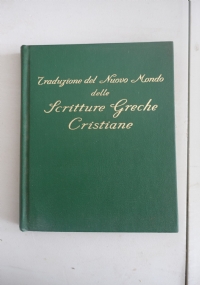 Traduzione del Nuovo Mondo
delle
Scritture Greche
Cristiane